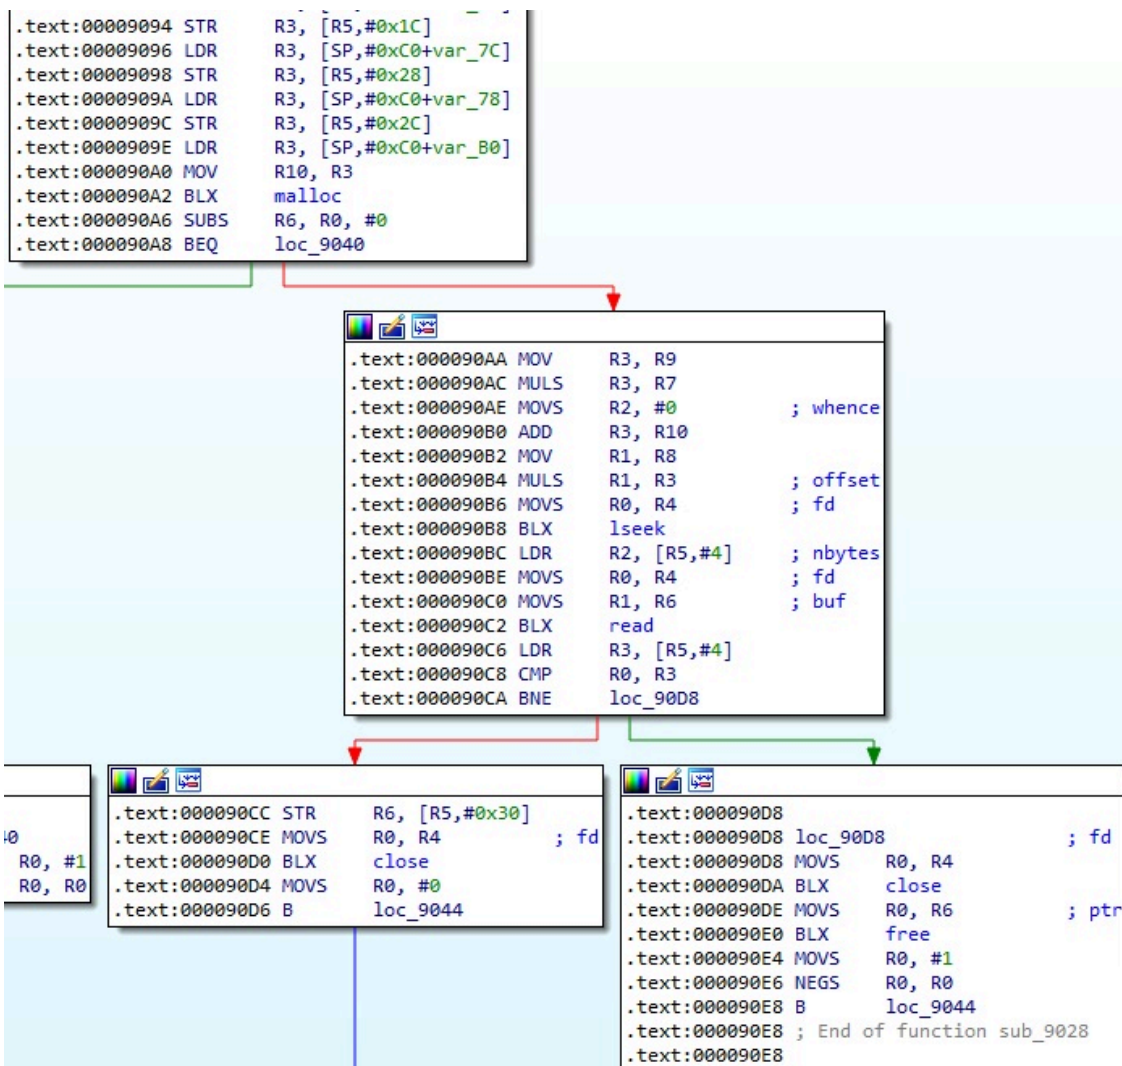 .text:00009094 STR R3, [R5,#0x1C]
.text:00009096 LDR R3, [SP,#0xC0+var_7C]
.text:00009098 STR R3, [R5,#0x28]
.text:0000909A LDR R3, [SP,#0xC0+var_78]
.text:0000909C STR R3, [R5,#0x2C]
.text:0000909E LDR R3, [SP,#0xC0+var_B0]
.text:000090A0 MOV R10, R3
.text:000090A2 BLX malloc
.text:000090A6 SUBS R6, R0, #0
.text:000090A8 BEQ loc_9040
.text:000090AA MOV R3, R9
.text:000090AC MULS R3, R7
.text:000090AE MOVS R2, #0 ; whence
.text:000090B0 ADD R3, R10
.text:000090B2 MOV R1, R8
.text:000090B4 MULS R1, R3 ; offset
.text:000090B6 MOVS R0, R4 ; fd
.text:000090B8 BLX lseek
.text:000090BC LDR R2, [R5,#4] ; nbytes
.text:000090BE MOVS R0, R4 ; fd
.text:000090C0 MOVS R1, R6 ; buf
.text:000090C2 BLX read
.text:000090C6 LDR R3, [R5,#4]
.text:000090C8 CMP R0, R3
.text:000090CA BNE loc_90D8
40
R0, #1
R0, R0
.text:000090CC STR R6, [R5,#0x30]
.text:000090CE MOVS R0, R4 ; fd
.text:000090D0 BLX close
.text:000090D4 MOVS R0, #0
.text:000090D6 B loc_9044
.text:000090D8
.text:000090D8 loc_90D8 ; fd
.text:000090D8 MOVS R0, R4
.text:000090DA BLX close
.text:000090DE MOVS R0, R6 ; ptr
.text:000090E0 BLX free
.text:000090E4 MOVS R0, #1
.text:000090E6 NEGS R0, R0
.text:000090E8 B loc_9044
.text:000090E8 ; End of function sub_9028
.text:000090E8